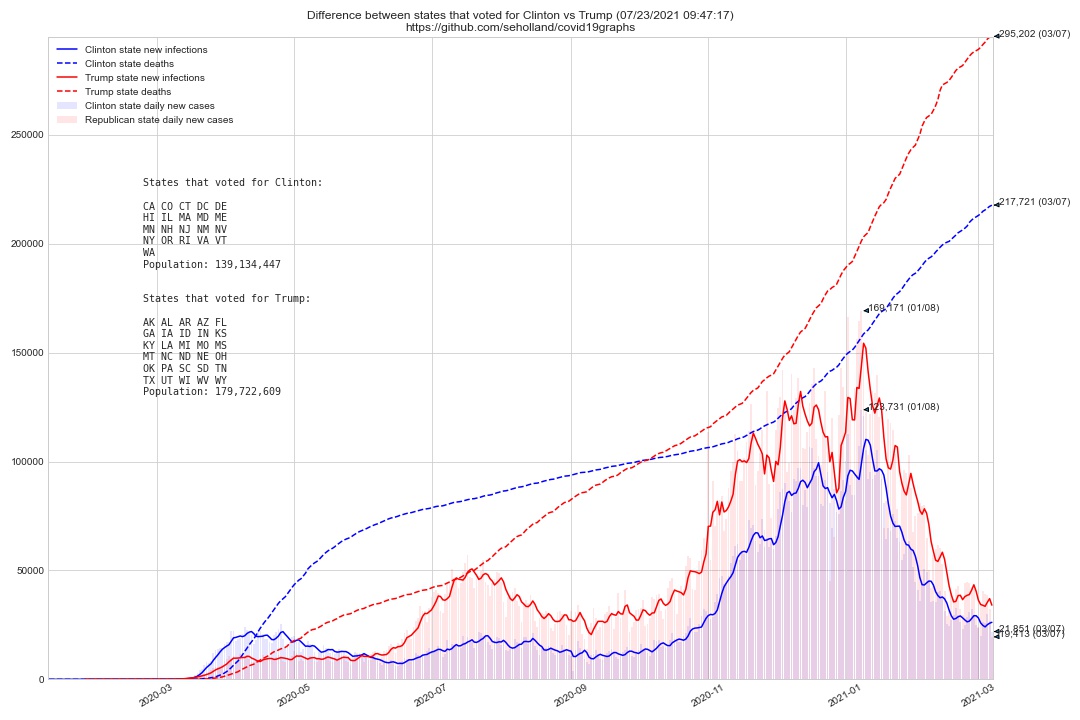 Difference between states that voted for Clinton vs Trump (07/23/2021 09:47:17)
https://github.com/seholland/covid19graphs
Clinton state new infections
Clinton state deaths
Trump state new infections
Trump state deaths
Clinton state daily new cases
Republican state daily new cases
295,202 (03/07)
250000
States that voted for Clinton:
CA CO CT DC DE
HI IL MA MD ME
MN NH NJ NM NV
NY OR RI VA VT
WA
Population: 139,134,447
217,721 (03/07)
200000
States that voted for Trump:
AK AL AR AZ FL
GA IA ID IN KS
KY LA MI MO MS
MT NC ND NE OH
OK PA SC SD TN
TX UT WI WV WY
Population: 179,722,609
169,171 (01/08)
150000
123,731 (01/08)
100000
50000
21,851 (03/07)
19,413 (03/07)
0
2020-03
2020-05
2020-07
2020-09
2020-11
2021-01
2021-03